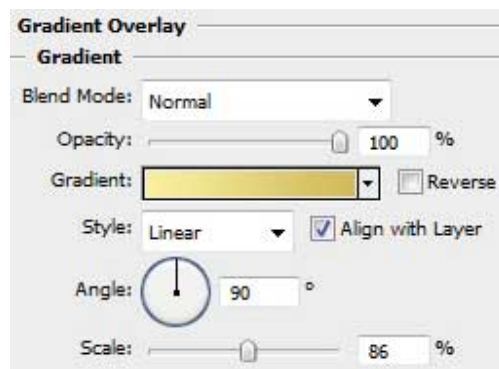 Gradient Overlay
Gradient
Blend Mode: Normal
Opacity: 100 %
Gradient: Reverse
Style: Linear Align with Layer
Angle: 90 °
Scale: 86 %